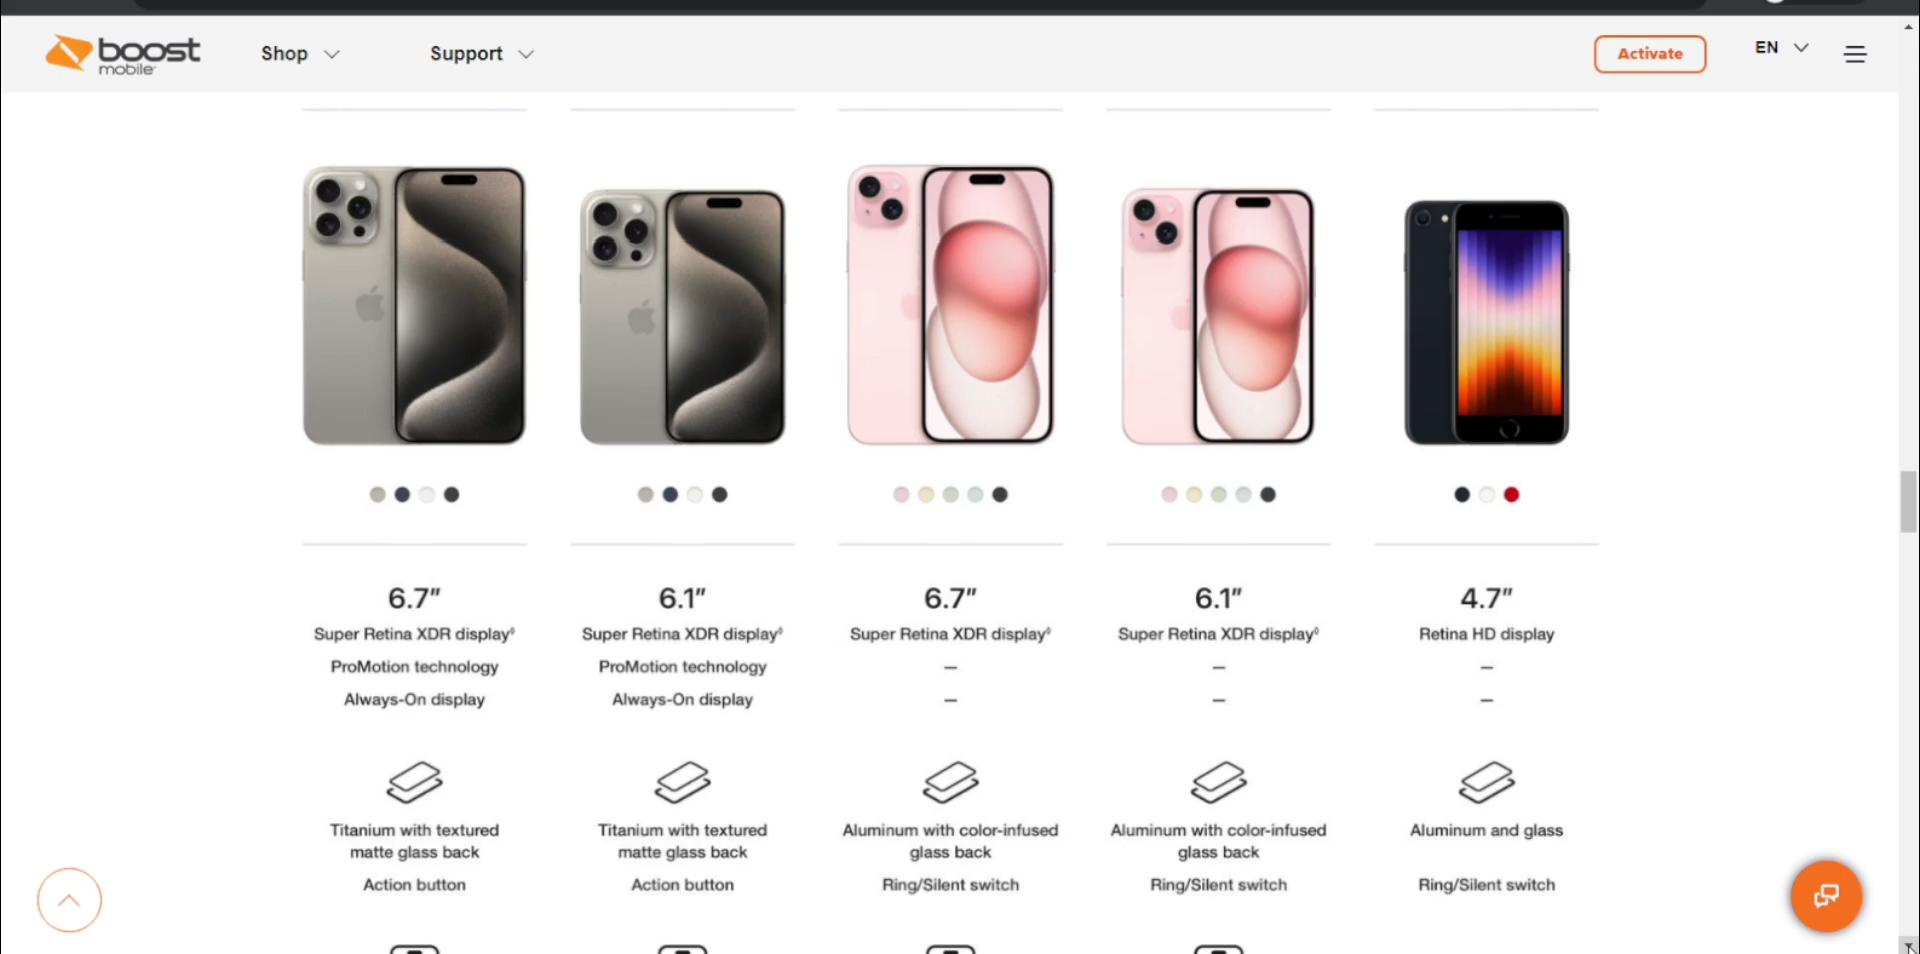 boost
mobile
Shop
Support
Activate
EN
6.7"
Super Retina XDR display◊
ProMotion technology
Always-On display
Titanium with textured
matte glass back
Action button
6.1"
Super Retina XDR display◊
ProMotion technology
Always-On display
Titanium with textured
matte glass back
Action button
6.7"
Super Retina XDR display◊
–
–
Aluminum with color-infused
glass back
Ring/Silent switch
6.1"
Super Retina XDR display◊
–
–
Aluminum with color-infused
glass back
Ring/Silent switch
4.7"
Retina HD display
–
–
Aluminum and glass
Ring/Silent switch